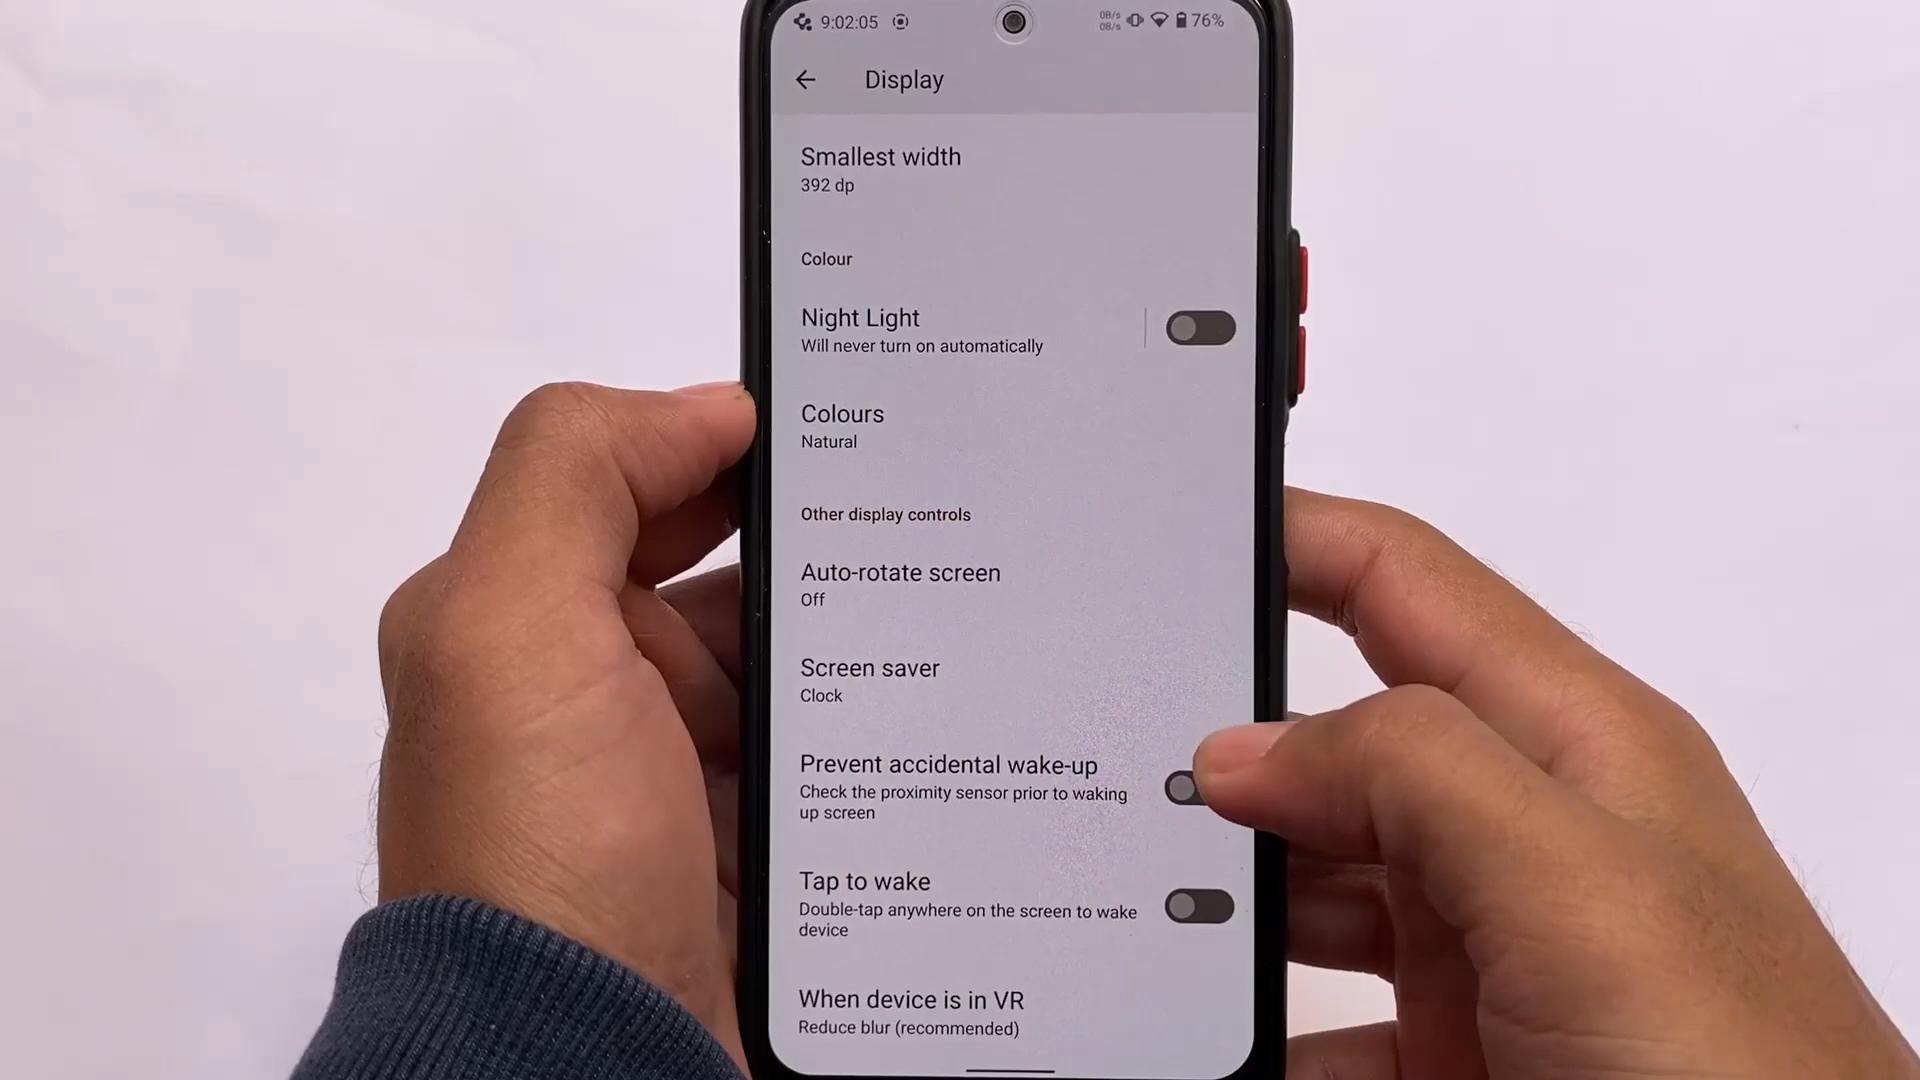 9:02:05 0B/s 76%
0B/s
Display
Smallest width
392 dp
Colour
Night Light
Will never turn on automatically
Colours
Natural
Other display controls
Auto-rotate screen
Off
Screen saver
Clock
Prevent accidental wake-up
Check the proximity sensor prior to waking
up screen
Tap to wake
Double-tap anywhere on the screen to wake
device
When device is in VR
Reduce blur (recommended)